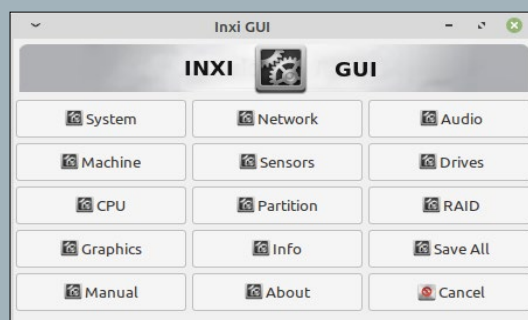 Inxi GUI
INXI GUI
System Network Audio
Machine Sensors Drives
CPU Partition RAID
Graphics Info Save All
Manual About Cancel